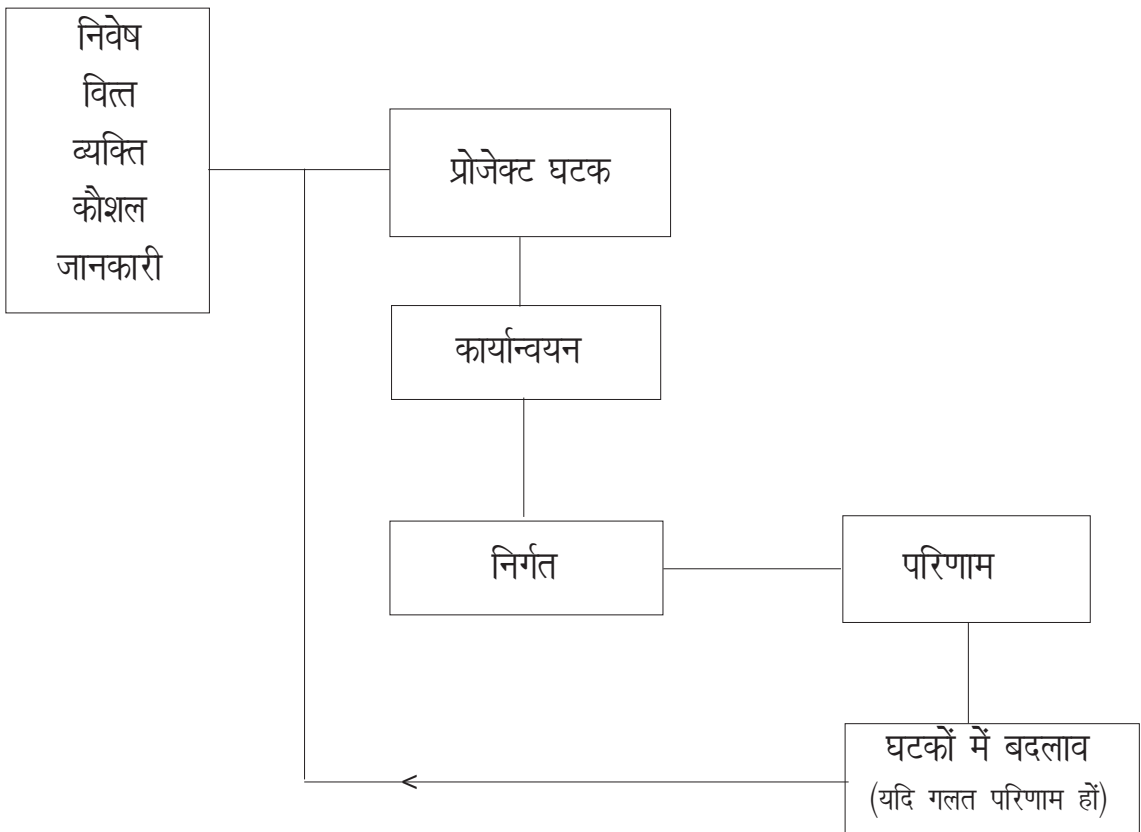 निवेष
वित्त
व्यक्ति
कौशल
जानकारी
प्रोजेक्ट घटक
कार्यान्वयन
निर्गत
परिणाम
घटकों में बदलाव
(यदि गलत परिणाम हों)